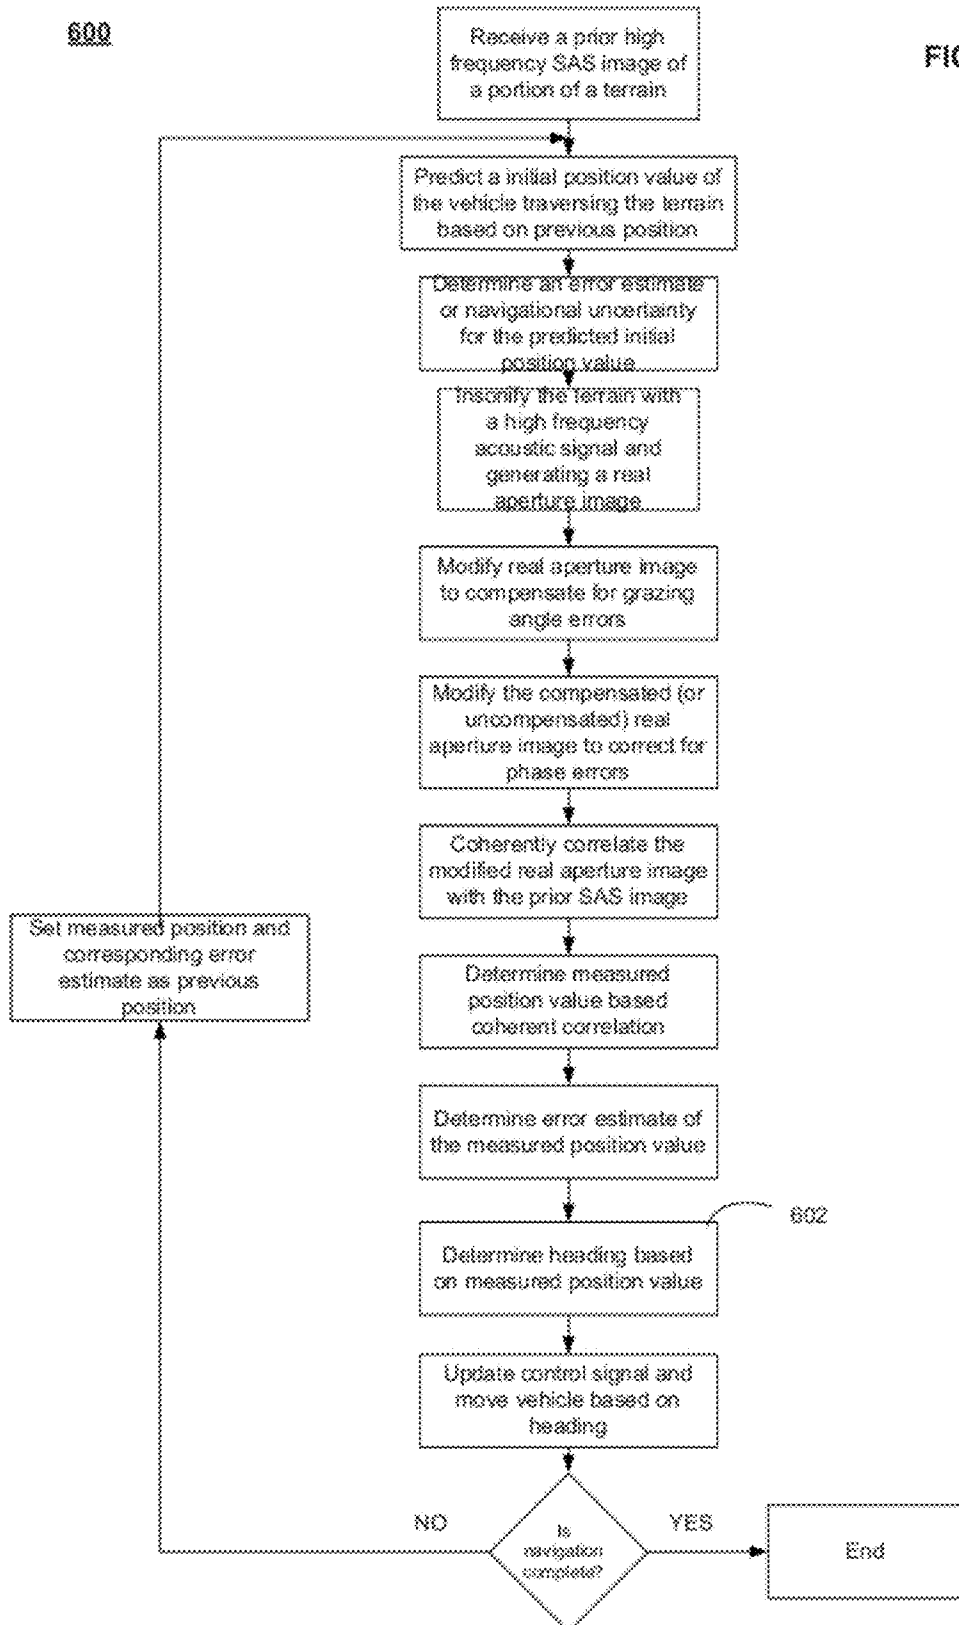 600
FIG
Receive a prior high
frequency SAS image of
a portion of a terrain
Predict a initial position value of
the vehicle traversing the terrain
based on previous position
Determine an error estimate
or navigational uncertainty
for the predicted initial
position value
Insonify the terrain with
a high frequency
acoustic signal and
generating a real
aperture image
Modify real aperture image
to compensate for grazing
angle errors
Modify the compensated (or
uncompensated) real
aperture image to correct for
phase errors
Coherently correlate the
modified real aperture image
with the prior SAS image
Set measured position and
corresponding error
estimate as previous
position
Determine measured
position value based
coherent correlation
Determine error estimate of
the measured position value
602
Determine heading based
on measured position value
Update control signal and
move vehicle based on
heading
NO
Is
navigation
complete?
YES
End